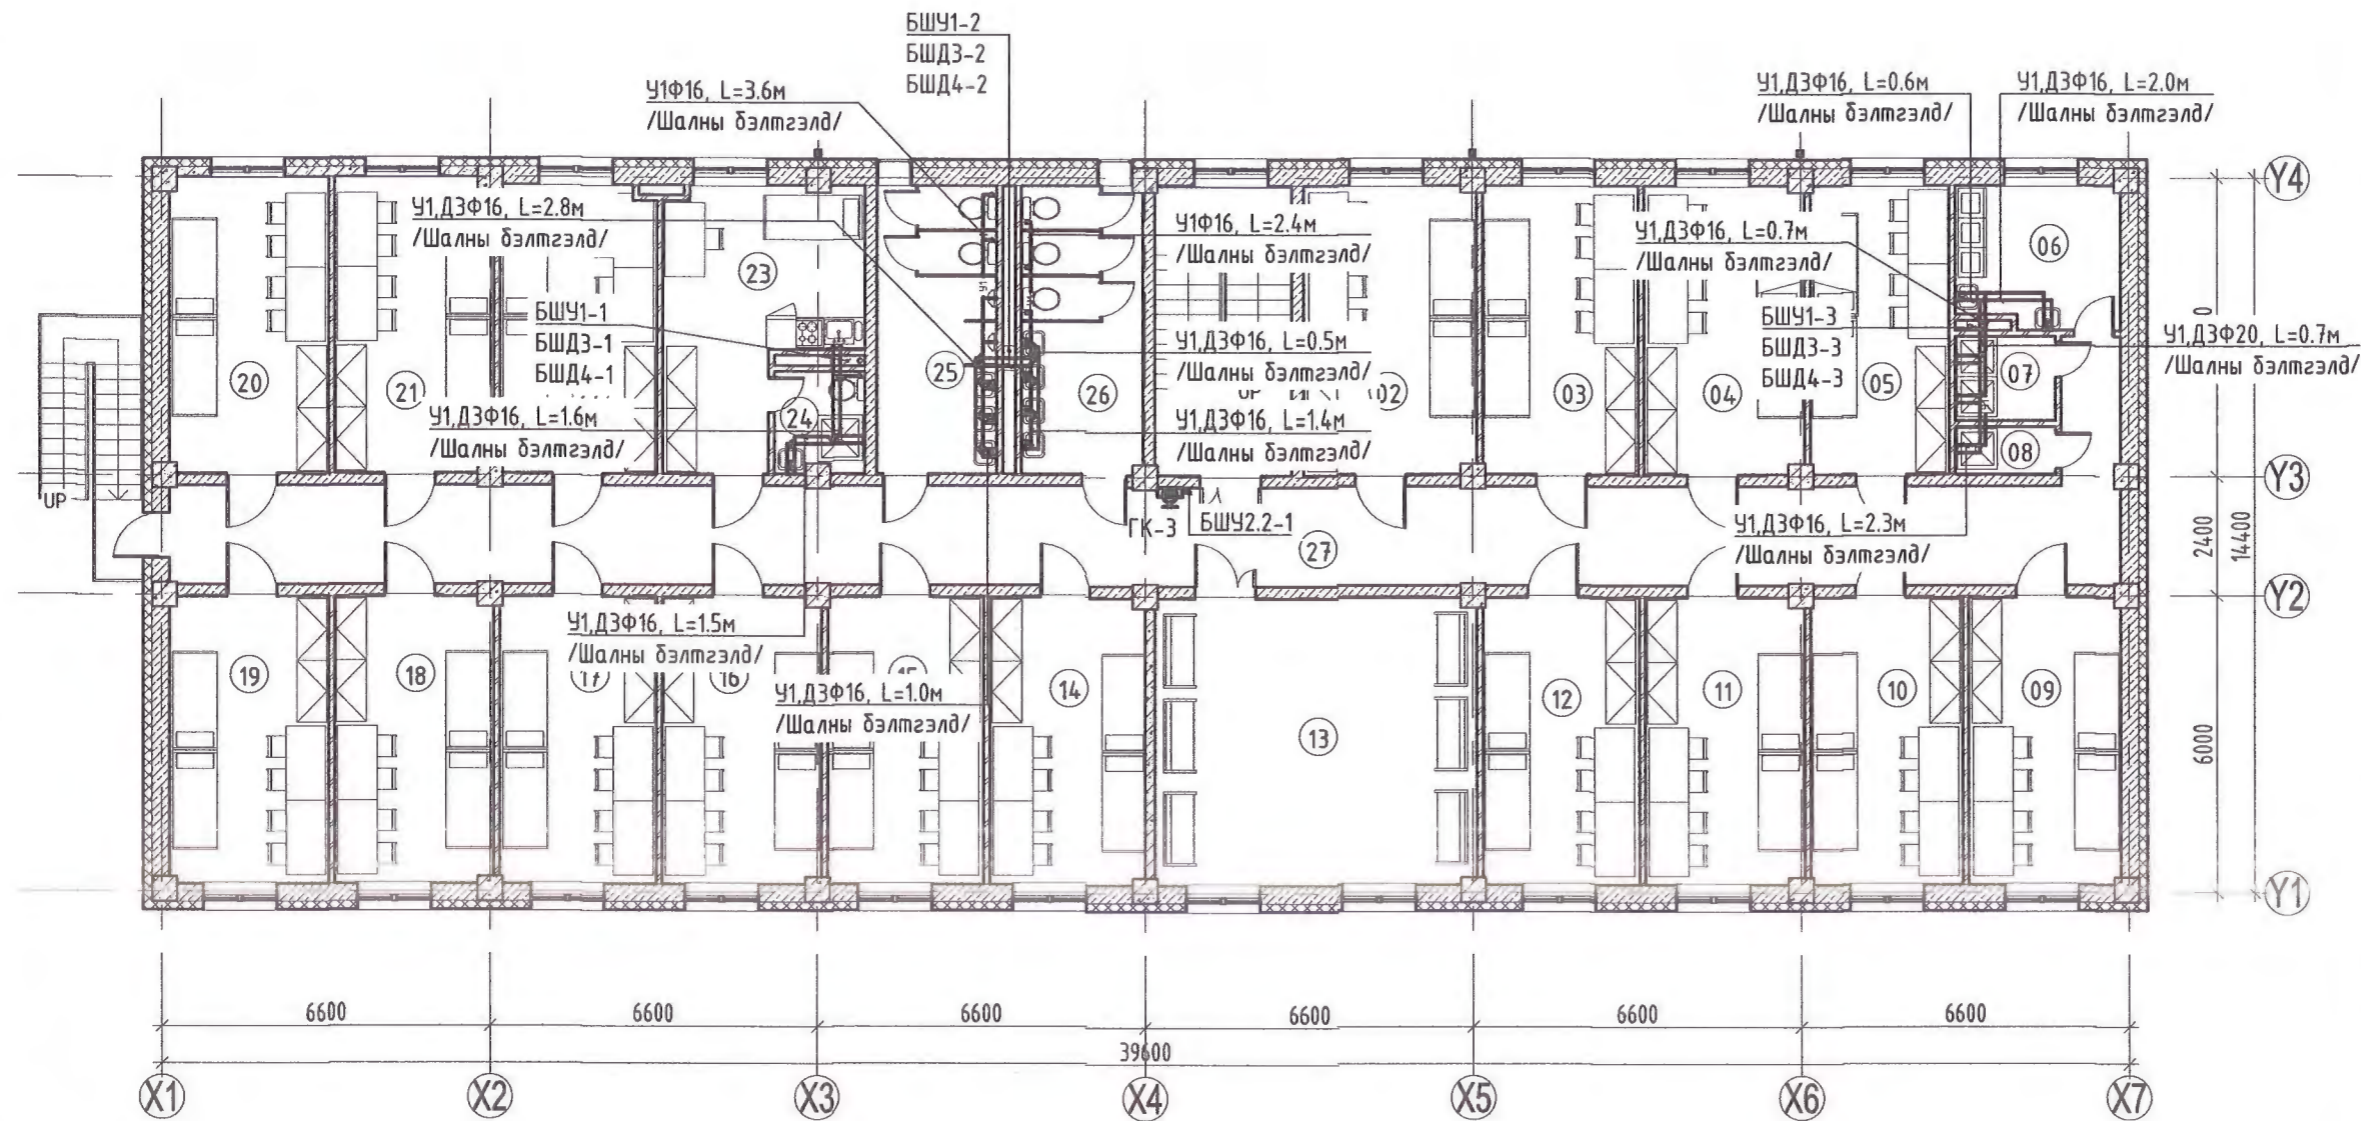 БШУ1-2
БШД3-2
БШД4-2
У1Ф16, L=3.6м
/Шалны бэлтгэлд/
У1,Д3Ф16, L=0.6м
/Шалны бэлтгэлд/
У1,Д3Ф16, L=2.0м
/Шалны бэлтгэлд/
Y4
У1,Д3Ф16, L=2.8м
/Шалны бэлтгэлд/
У1Ф16, L=2.4м
/Шалны бэлтгэлд/
У1,Д3Ф16, L=0.7м
/Шалны бэлтгэлд/
23
06
БШУ1-1
БШД3-1
БШД4-1
БШУ1-3
БШД3-3
БШД4-3
У1,Д3Ф16, L=0.5м
/Шалны бэлтгэлд/
У1,Д3Ф20, L=0.7м
/Шалны бэлтгэлд/
0
У1
20
21
25
26
UP
02
03
04
05
07
У1,Д3Ф16, L=1.6м
/Шалны бэлтгэлд/
24
У1,Д3Ф16, L=1.4м
/Шалны бэлтгэлд/
08
Y3
UP
ГК-3
БШУ2.2-1
27
У1,Д3Ф16, L=2.3м
/Шалны бэлтгэлд/
2400
14400
Y2
У1,Д3Ф16, L=1.5м
/Шалны бэлтгэлд/
19
18
17
16
15
14
13
12
11
10
09
У1,Д3Ф16, L=1.0м
/Шалны бэлтгэлд/
6000
Y1
6600
6600
6600
6600
6600
6600
39600
X1
X2
X3
X4
X5
X6
X7